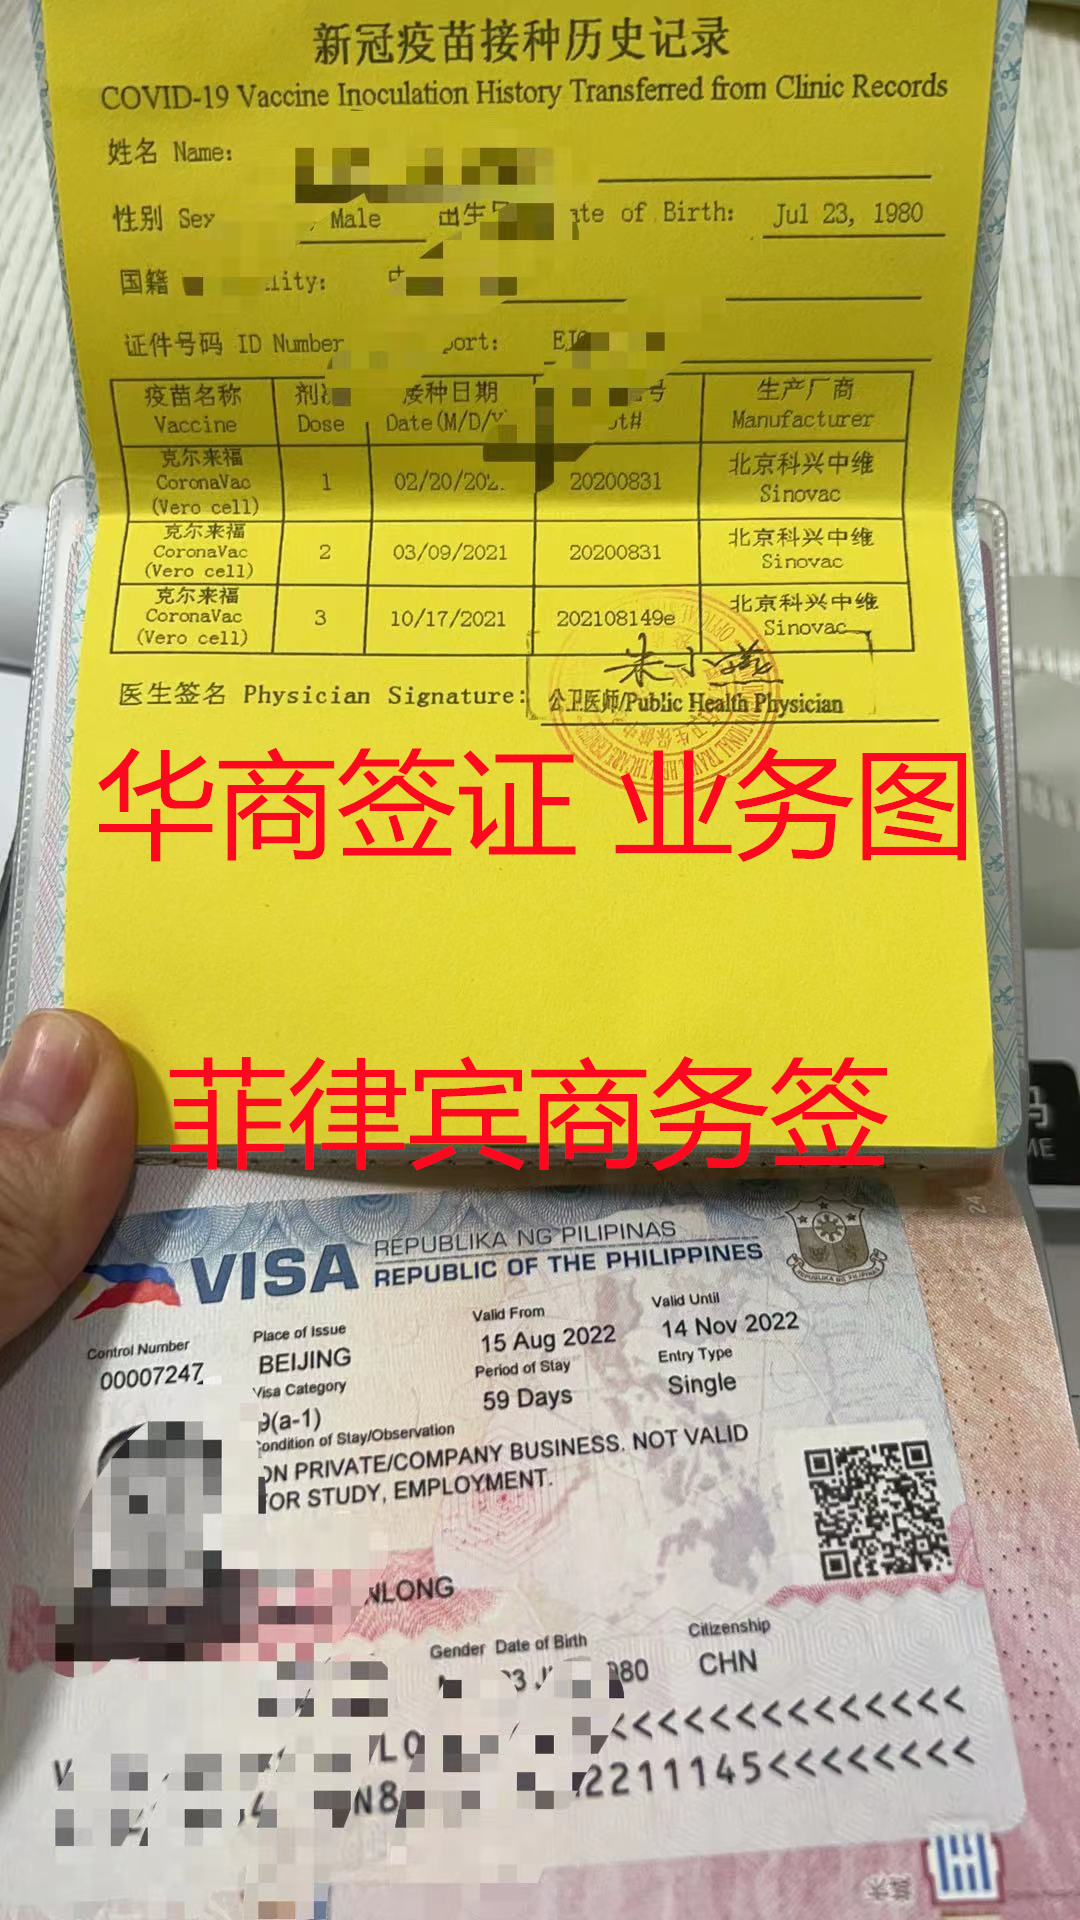 新冠疫苗接种历史记录
COVID-19 Vaccine Inoculation History Transferred from Clinic Records
姓名 Name:
性别 Male of Birth: Jul 23, 1980
国籍
证件号码 ID Number
疫苗名称 接种日期 生产厂商
Vaccine Dose Date(M/D/ Manufacturer
克尔来福 北京科兴中维
CoronaVac 1 02/20/202 20200831 Sinovac
(Vero cell)
克尔来福 北京科兴中维
CoronaVac 2 03/09/2021 20200831 Sinovac
(Vero cell)
克尔来福 北京科兴中维
CoronaVac 3 10/17/2021 202108149e Sinovac
(Vero cell)
医生签名 Physician Signature: 朱小燕
公卫医师/Public Health Physician
华商签证 业务图
菲律宾商务签
VISA REPUBLIKA NG PILIPINAS
REPUBLIC OF THE PHILIPPINES
Control Number Place of Issue Valid From Valid Until
00007247 BEIJING 15 Aug 2022 14 Nov 2022
Visa Category Period of Stay Entry Type
9(a-1) 59 Days Single
Condition of Stay/Observation
ON PRIVATE/COMPANY BUSINESS. NOT VALID
FOR STUDY, EMPLOYMENT.
NLONG
Gender Date of Birth Citizenship
980 CHN
LO <<<<<<<<<<<<<<<
N8 2211145<<<<<<<<